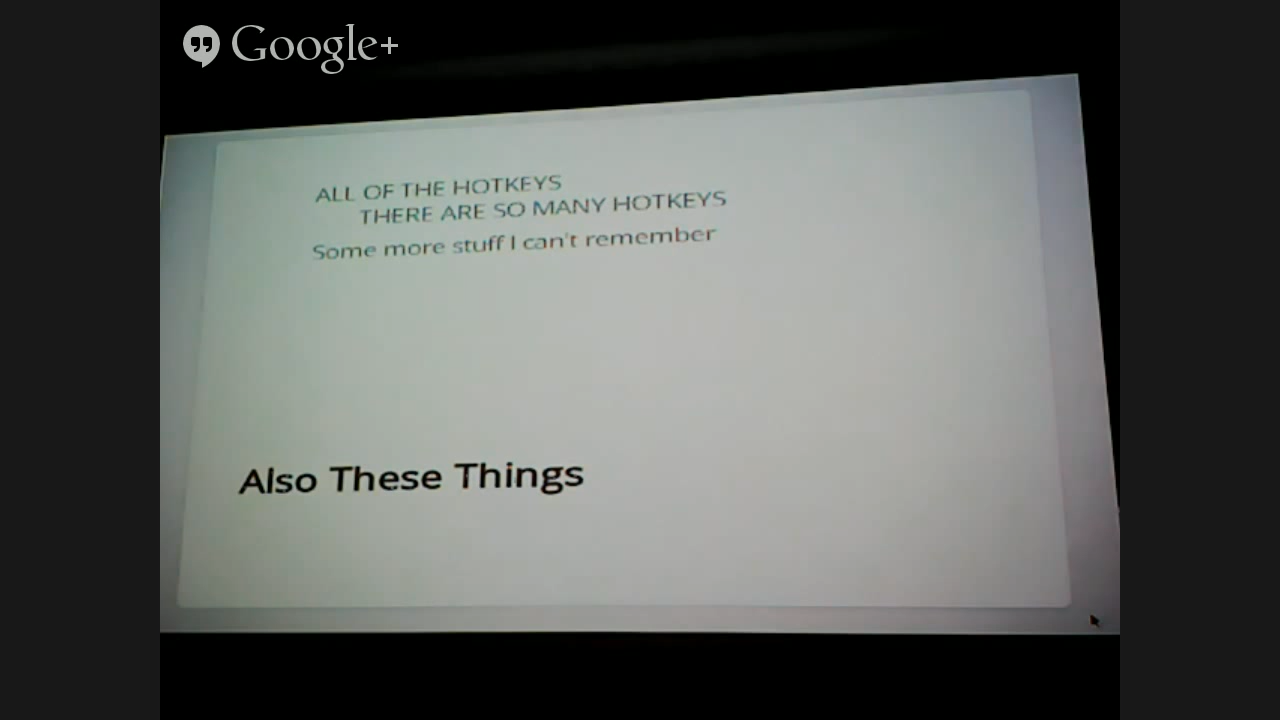 Google+
ALL OF THE HOTKEYS
THERE ARE SO MANY HOTKEYS
Some more stuff I can't remember
Also These Things